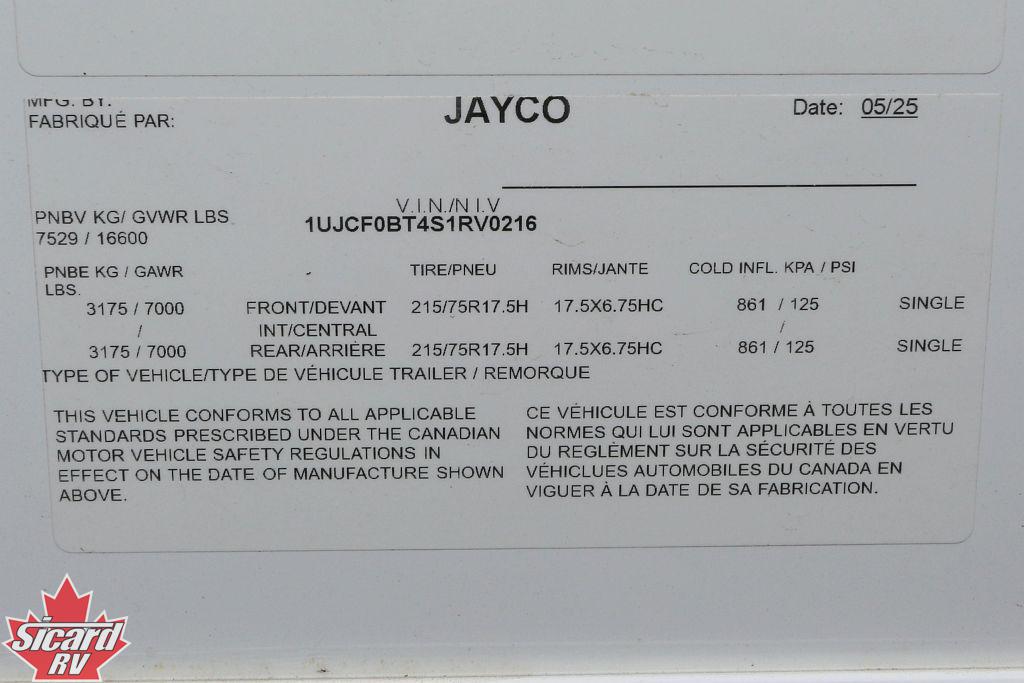 MFG. BY:
FABRIQUÉ PAR:
JAYCO
Date: 05/25
V.I.N./N.I.V
PNBV KG/ GVWR LBS
7529 / 16600
1UJCF0BT4S1RV0216
PNBE KG / GAWR LBS.
TIRE/PNEU RIMS/JANTE COLD INFL. KPA / PSI
3175 / 7000 FRONT/DEVANT 215/75R17.5H 17.5X6.75HC 861 / 125 SINGLE
/ INT/CENTRAL /
3175 / 7000 REAR/ARRIÈRE 215/75R17.5H 17.5X6.75HC 861 / 125 SINGLE
TYPE OF VEHICLE/TYPE DE VÉHICULE TRAILER / REMORQUE
THIS VEHICLE CONFORMS TO ALL APPLICABLE
STANDARDS PRESCRIBED UNDER THE CANADIAN
MOTOR VEHICLE SAFETY REGULATIONS IN
EFFECT ON THE DATE OF MANUFACTURE SHOWN
ABOVE.
CE VÉHICULE EST CONFORME À TOUTES LES
NORMES QUI LUI SONT APPLICABLES EN VERTU
DU REGLÈMENT SUR LA SÉCURITÉ DES
VÉHICLUES AUTOMOBILES DU CANADA EN
VIGUER À LA DATE DE SA FABRICATION.
Sicard
RV